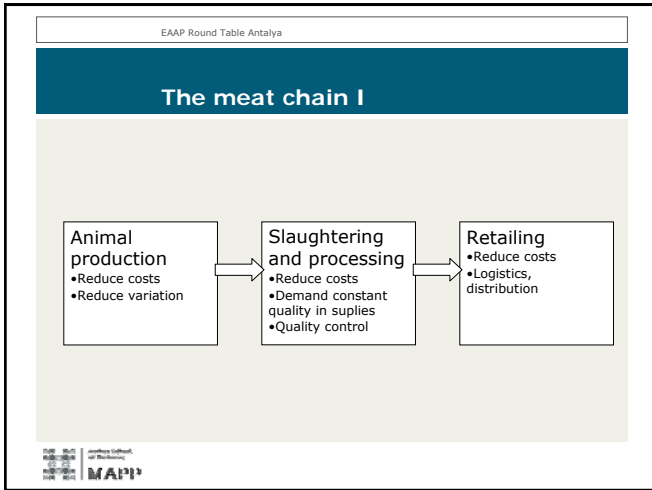 EAAP Round Table Antalya
The meat chain I
Animal
production
•Reduce costs
•Reduce variation
Slaughtering
and processing
•Reduce costs
•Demand constant
quality in suplies
•Quality control
Retailing
•Reduce costs
•Logistics,
distribution
MAPP